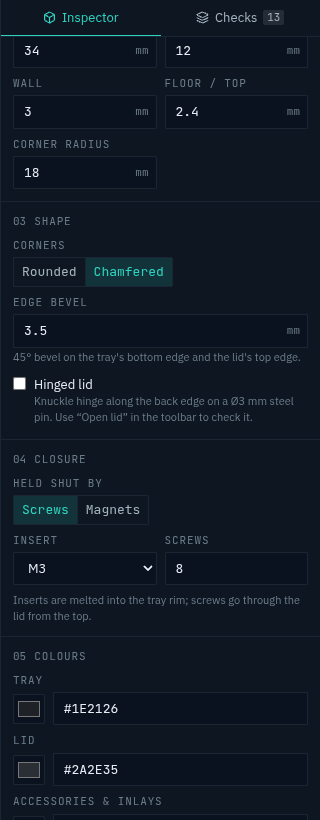 Inspector Checks 13
34 mm 12 mm
WALL FLOOR / TOP
3 mm 2.4 mm
CORNER RADIUS
18 mm
03 SHAPE
CORNERS
Rounded Chamfered
EDGE BEVEL
3.5 mm
45° bevel on the tray's bottom edge and the lid's top edge.
Hinged lid
Knuckle hinge along the back edge on a Ø3 mm steel
pin. Use “Open lid” in the toolbar to check it.
04 CLOSURE
HELD SHUT BY
Screws Magnets
INSERT SCREWS
M3 8
Inserts are melted into the tray rim; screws go through the
lid from the top.
05 COLOURS
TRAY
#1E2126
LID
#2A2E35
ACCESSORIES & INLAYS